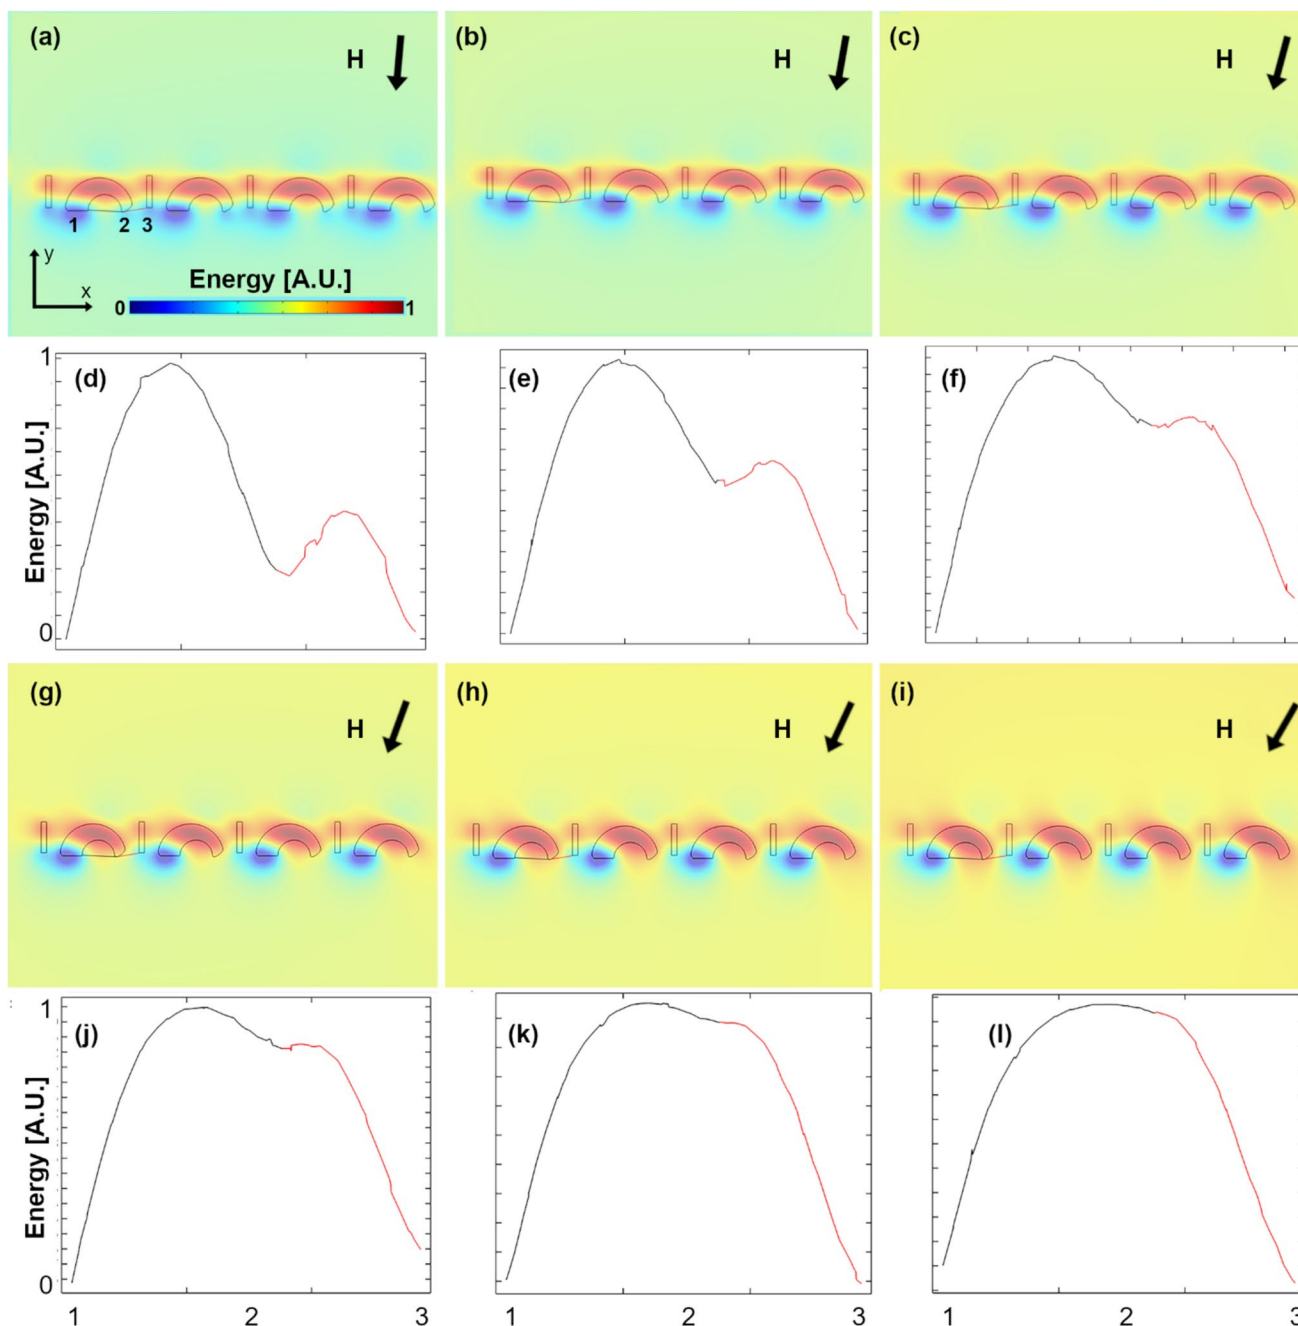 (a) H (b) H (c) H
1 2 3
y
x
Energy [A.U.]
0 1
(d) (e) (f)
1
Energy [A.U.]
0
(g) H (h) H (i) H
(j) (k) (l)
1
Energy [A.U.]
0
1 2 3 1 2 3 1 2 3